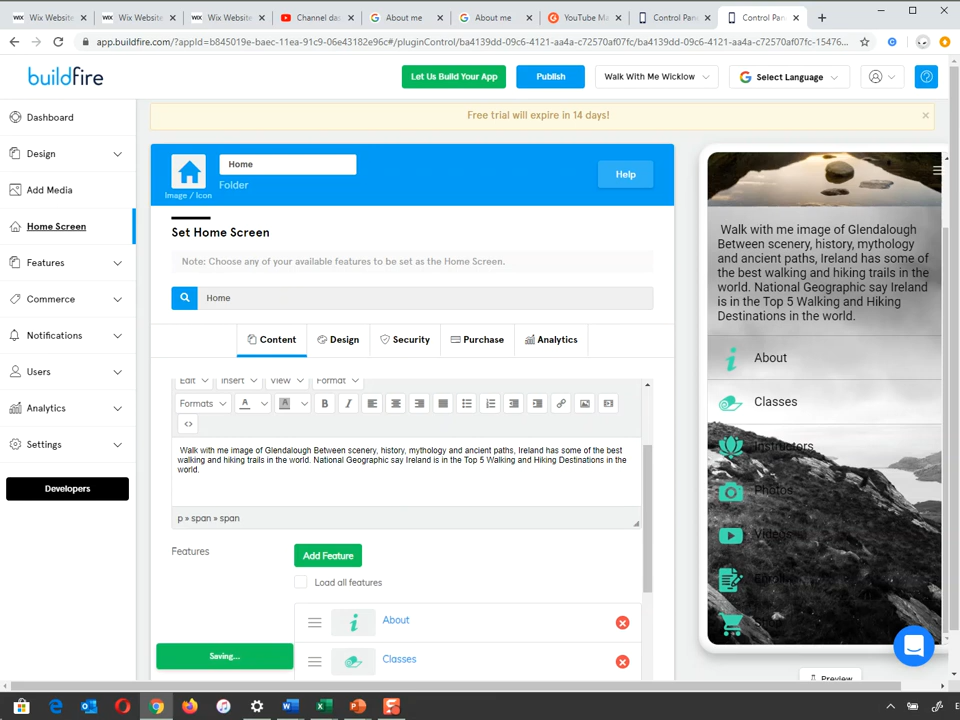 Wix Website
Wix Website
Wix Website
Channel das
About me
About me
YouTube Ma
Control Pan
Control Pan
app.buildfire.com/?appId=b845019e-baec-11ea-91c9-06e43182e96c#/pluginControl/ba4139dd-09c6-4121-aa4a-c72570af07fc/ba4139dd-09c6-4121-aa4a-c72570af07fc-15476...
buildfire
Let Us Build Your App
Publish
Walk With Me Wicklow
Select Language
Dashboard
Design
Add Media
Home Screen
Features
Commerce
Notifications
Users
Analytics
Settings
Developers
Free trial will expire in 14 days!
Home
Folder
Image / Icon
Help
Set Home Screen
Note: Choose any of your available features to be set as the Home Screen.
Home
Content
Design
Security
Purchase
Analytics
Edit Insert View Format
Formats A A B I
<>
Walk with me image of Glendalough Between scenery, history, mythology and ancient paths, Ireland has some of the best
walking and hiking trails in the world. National Geographic say Ireland is in the Top 5 Walking and Hiking Destinations in the
world.
p » span » span
Features
Add Feature
Load all features
About
Classes
Saving...
Walk with me image of Glendalough
Between scenery, history, mythology
and ancient paths, Ireland has some of
the best walking and hiking trails in the
world. National Geographic say Ireland
is in the Top 5 Walking and Hiking
Destinations in the world.
About
Classes
Instructors
Photos
Videos
Enroll
Preview